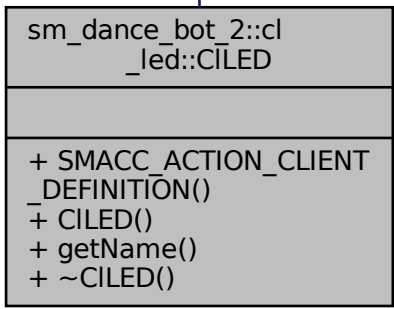 sm_dance_bot_2::cl
_led::ClLED
+ SMACC_ACTION_CLIENT
_DEFINITION()
+ ClLED()
+ getName()
+ ~ClLED()